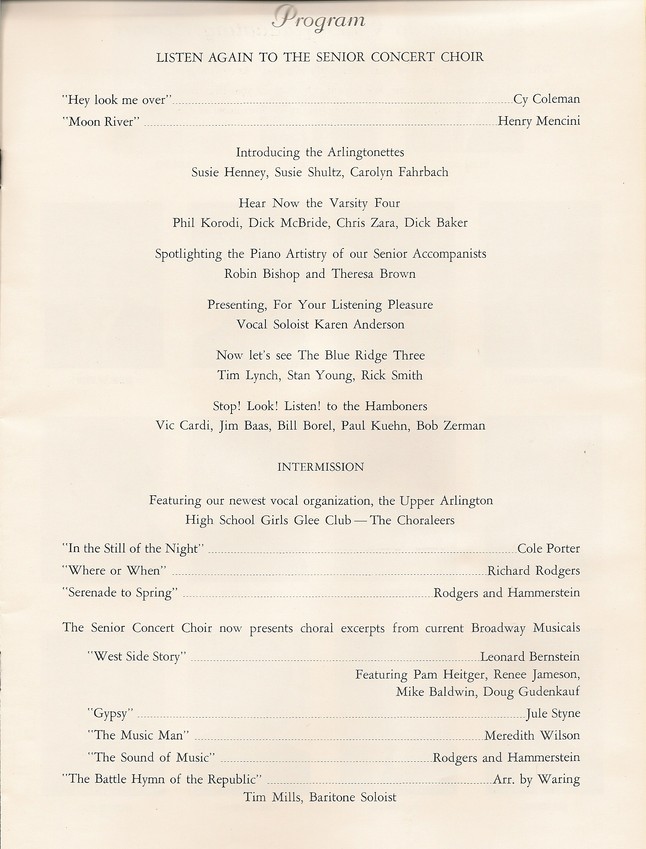 Program
LISTEN AGAIN TO THE SENIOR CONCERT CHOIR
"Hey look me over" Cy Coleman
"Moon River" Henry Mencini
Introducing the Arlingtonettes
Susie Henney, Susie Shultz, Carolyn Fahrbach
Hear Now the Varsity Four
Phil Korodi, Dick McBride, Chris Zara, Dick Baker
Spotlighting the Piano Artistry of our Senior Accompanists
Robin Bishop and Theresa Brown
Presenting, For Your Listening Pleasure
Vocal Soloist Karen Anderson
Now let's see The Blue Ridge Three
Tim Lynch, Stan Young, Rick Smith
Stop! Look! Listen! to the Hamboners
Vic Cardi, Jim Baas, Bill Borel, Paul Kuehn, Bob Zerman
INTERMISSION
Featuring our newest vocal organization, the Upper Arlington
High School Girls Glee Club — The Choraleers
"In the Still of the Night" Cole Porter
"Where or When" Richard Rodgers
"Serenade to Spring" Rodgers and Hammerstein
The Senior Concert Choir now presents choral excerpts from current Broadway Musicals
"West Side Story" Leonard Bernstein
Featuring Pam Heitger, Renee Jameson,
Mike Baldwin, Doug Gudenkauf
"Gypsy" Jule Styne
"The Music Man" Meredith Wilson
"The Sound of Music" Rodgers and Hammerstein
"The Battle Hymn of the Republic" Arr. by Waring
Tim Mills, Baritone Soloist